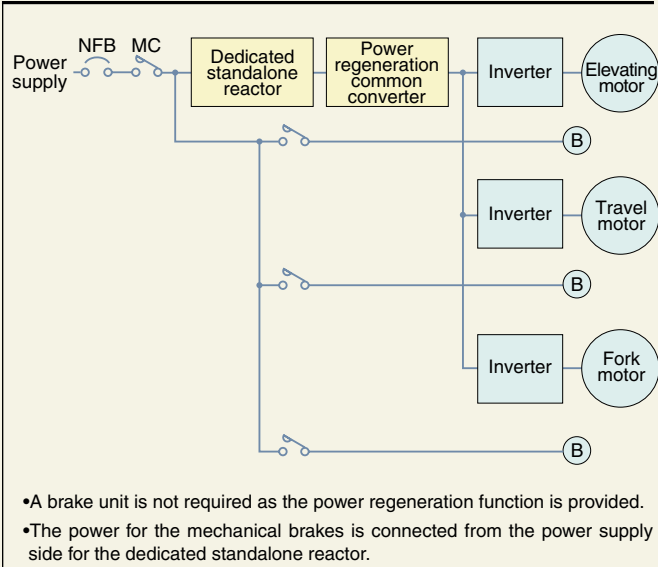 NFB MC
Power
supply
Dedicated
standalone
reactor
Power
regeneration
common
converter
Inverter
Elevating
motor
B
Inverter
Travel
motor
B
Inverter
Fork
motor
B
•A brake unit is not required as the power regeneration function is provided.
•The power for the mechanical brakes is connected from the power supply
side for the dedicated standalone reactor.